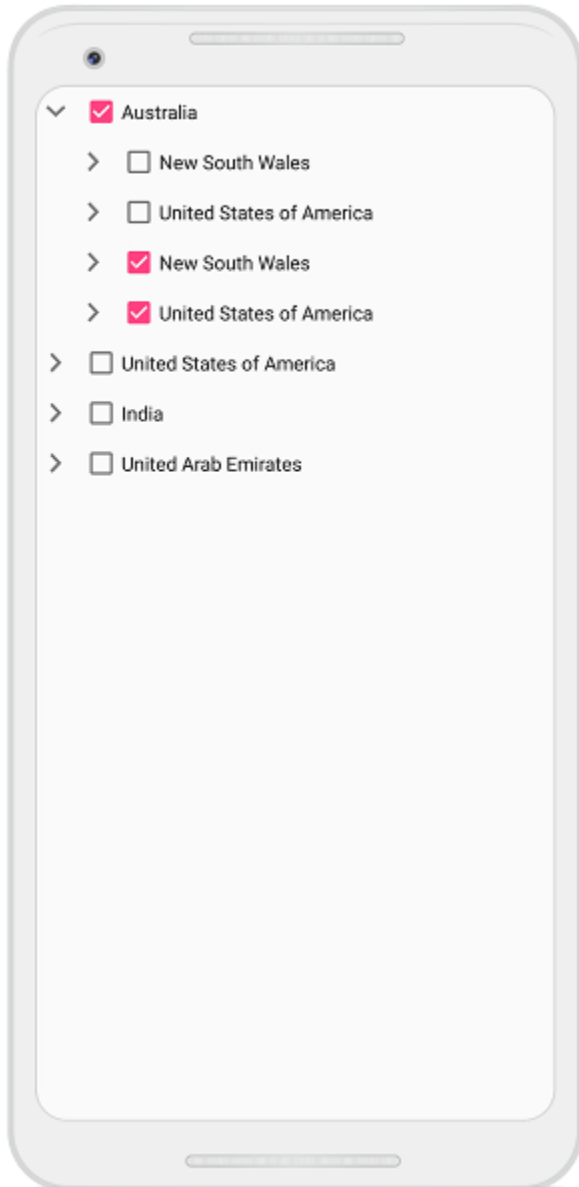 Australia
New South Wales
United States of America
New South Wales
United States of America
United States of America
India
United Arab Emirates